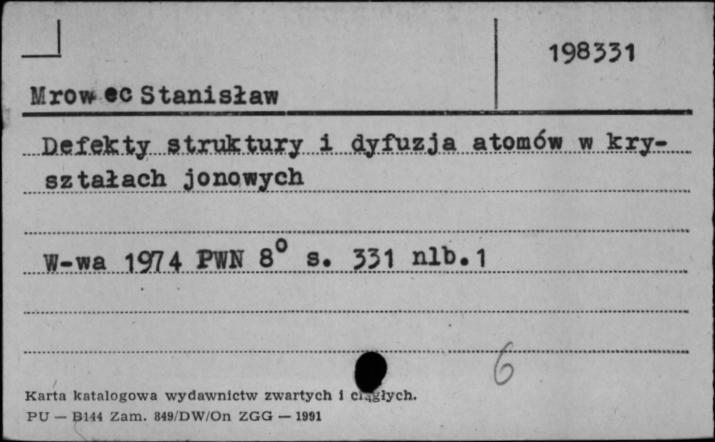 198331
Mrowec Stanisław
Defekty struktury i dyfuzja atomów w kry-
ształach jonowych
W-wa 1974 PWN 8° s. 331 nlb.1
6
Karta katalogowa wydawnictw zwartych i ciągłych.
PU — B144 Zam. 849/DW/On ZGG — 1991